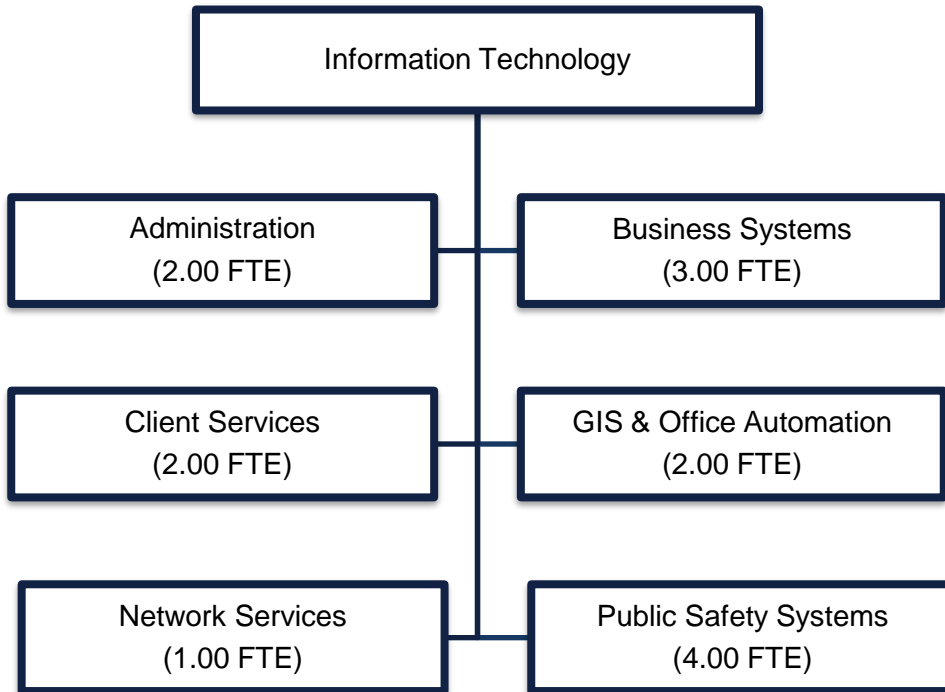 Information Technology
Administration
(2.00 FTE)
Business Systems
(3.00 FTE)
Client Services
(2.00 FTE)
GIS & Office Automation
(2.00 FTE)
Network Services
(1.00 FTE)
Public Safety Systems
(4.00 FTE)